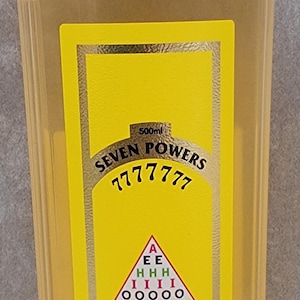 500ml
SEVEN POWERS
7777777
A
EE
HHH
IIII
OOOOO